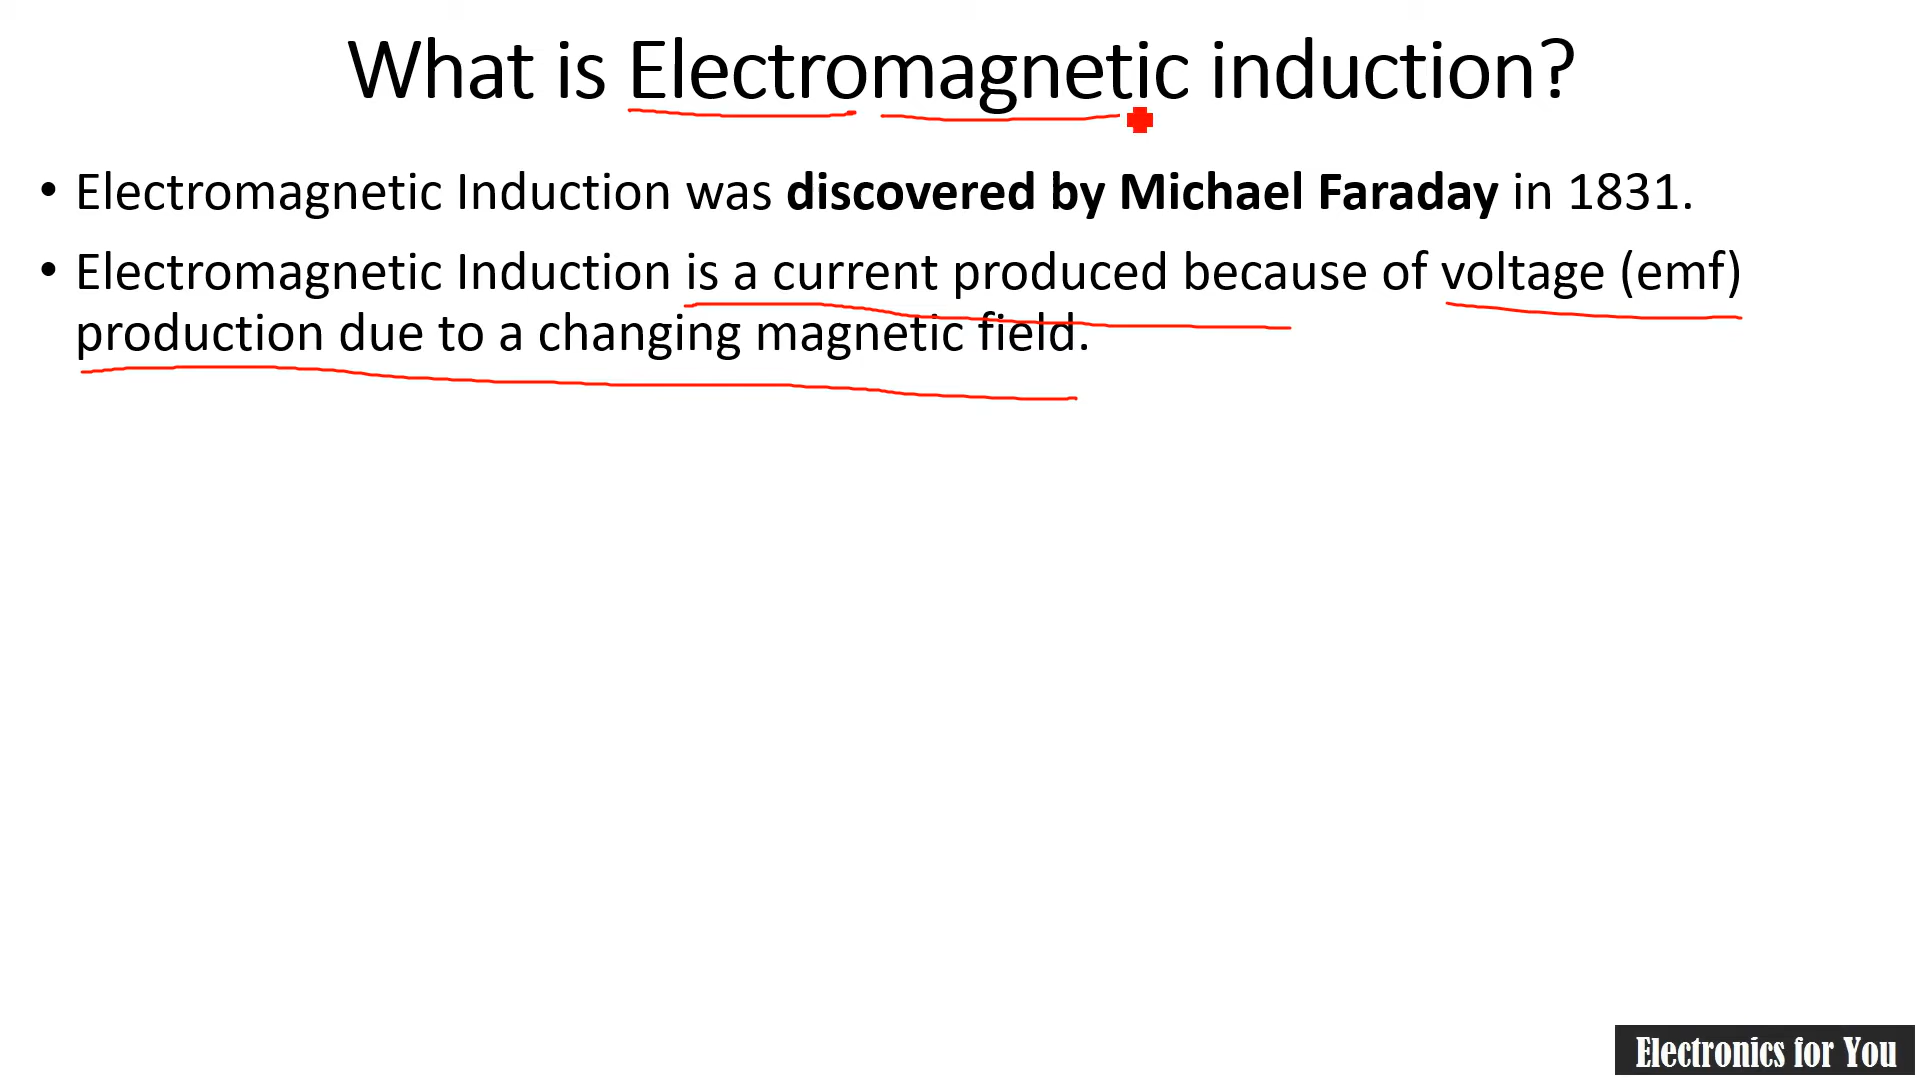 What is Electromagnetic induction?
• Electromagnetic Induction was discovered by Michael Faraday in 1831.
• Electromagnetic Induction is a current produced because of voltage (emf)
production due to a changing magnetic field.
Electronics for You